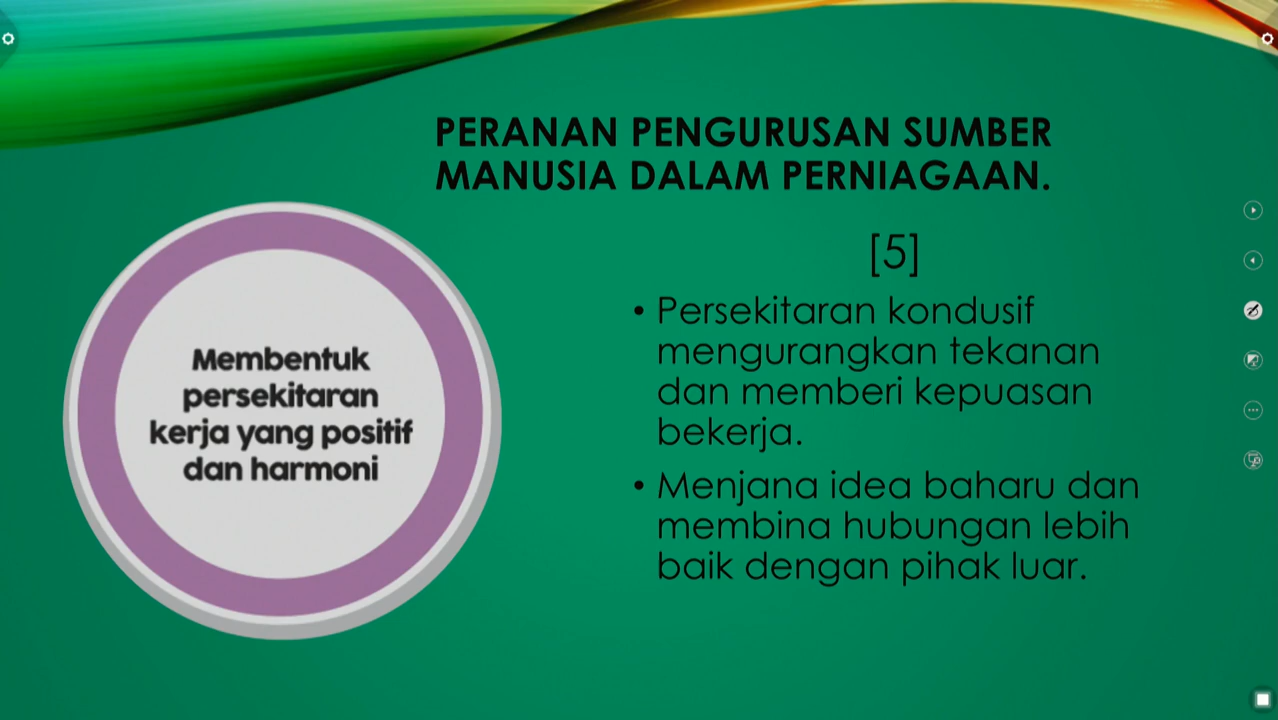 PERANAN PENGURUSAN SUMBER
MANUSIA DALAM PERNIAGAAN.
Membentuk
persekitaran
kerja yang positif
dan harmoni
[5]
• Persekitaran kondusif
mengurangkan tekanan
dan memberi kepuasan
bekerja.
• Menjana idea baharu dan
membina hubungan lebih
baik dengan pihak luar.